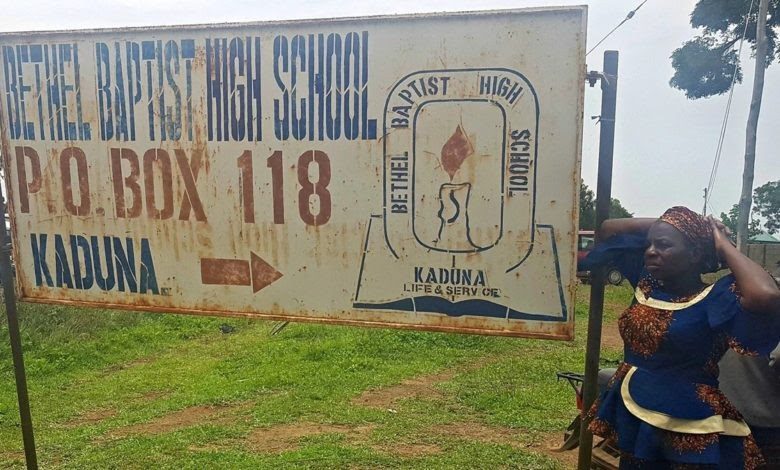 BETHEL BAPTIST HIGH SCHOOL
P.O. BOX 118
KADUNA.
BETHEL BAPTIST HIGH SCHOOL
KADUNA
LIFE & SERVICE